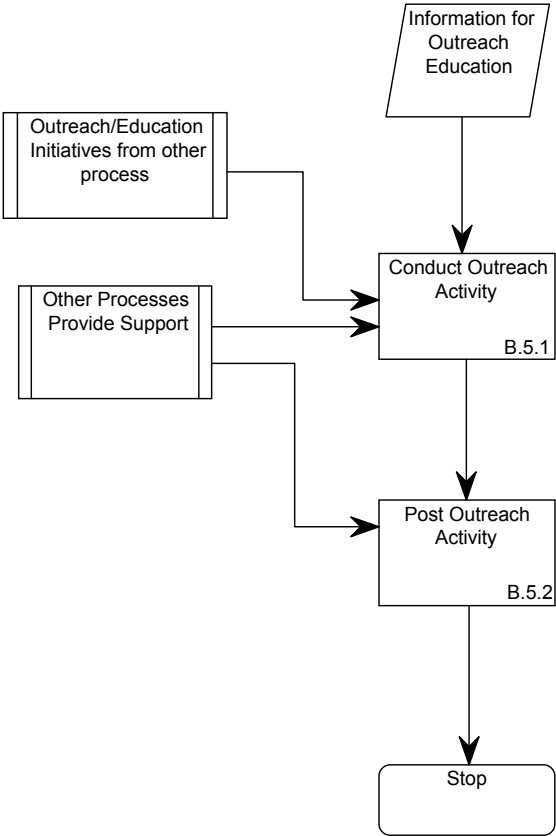 Information for
Outreach
Education
Outreach/Education
Initiatives from other
process
Conduct Outreach
Activity
B.5.1
Other Processes
Provide Support
Post Outreach
Activity
B.5.2
Stop